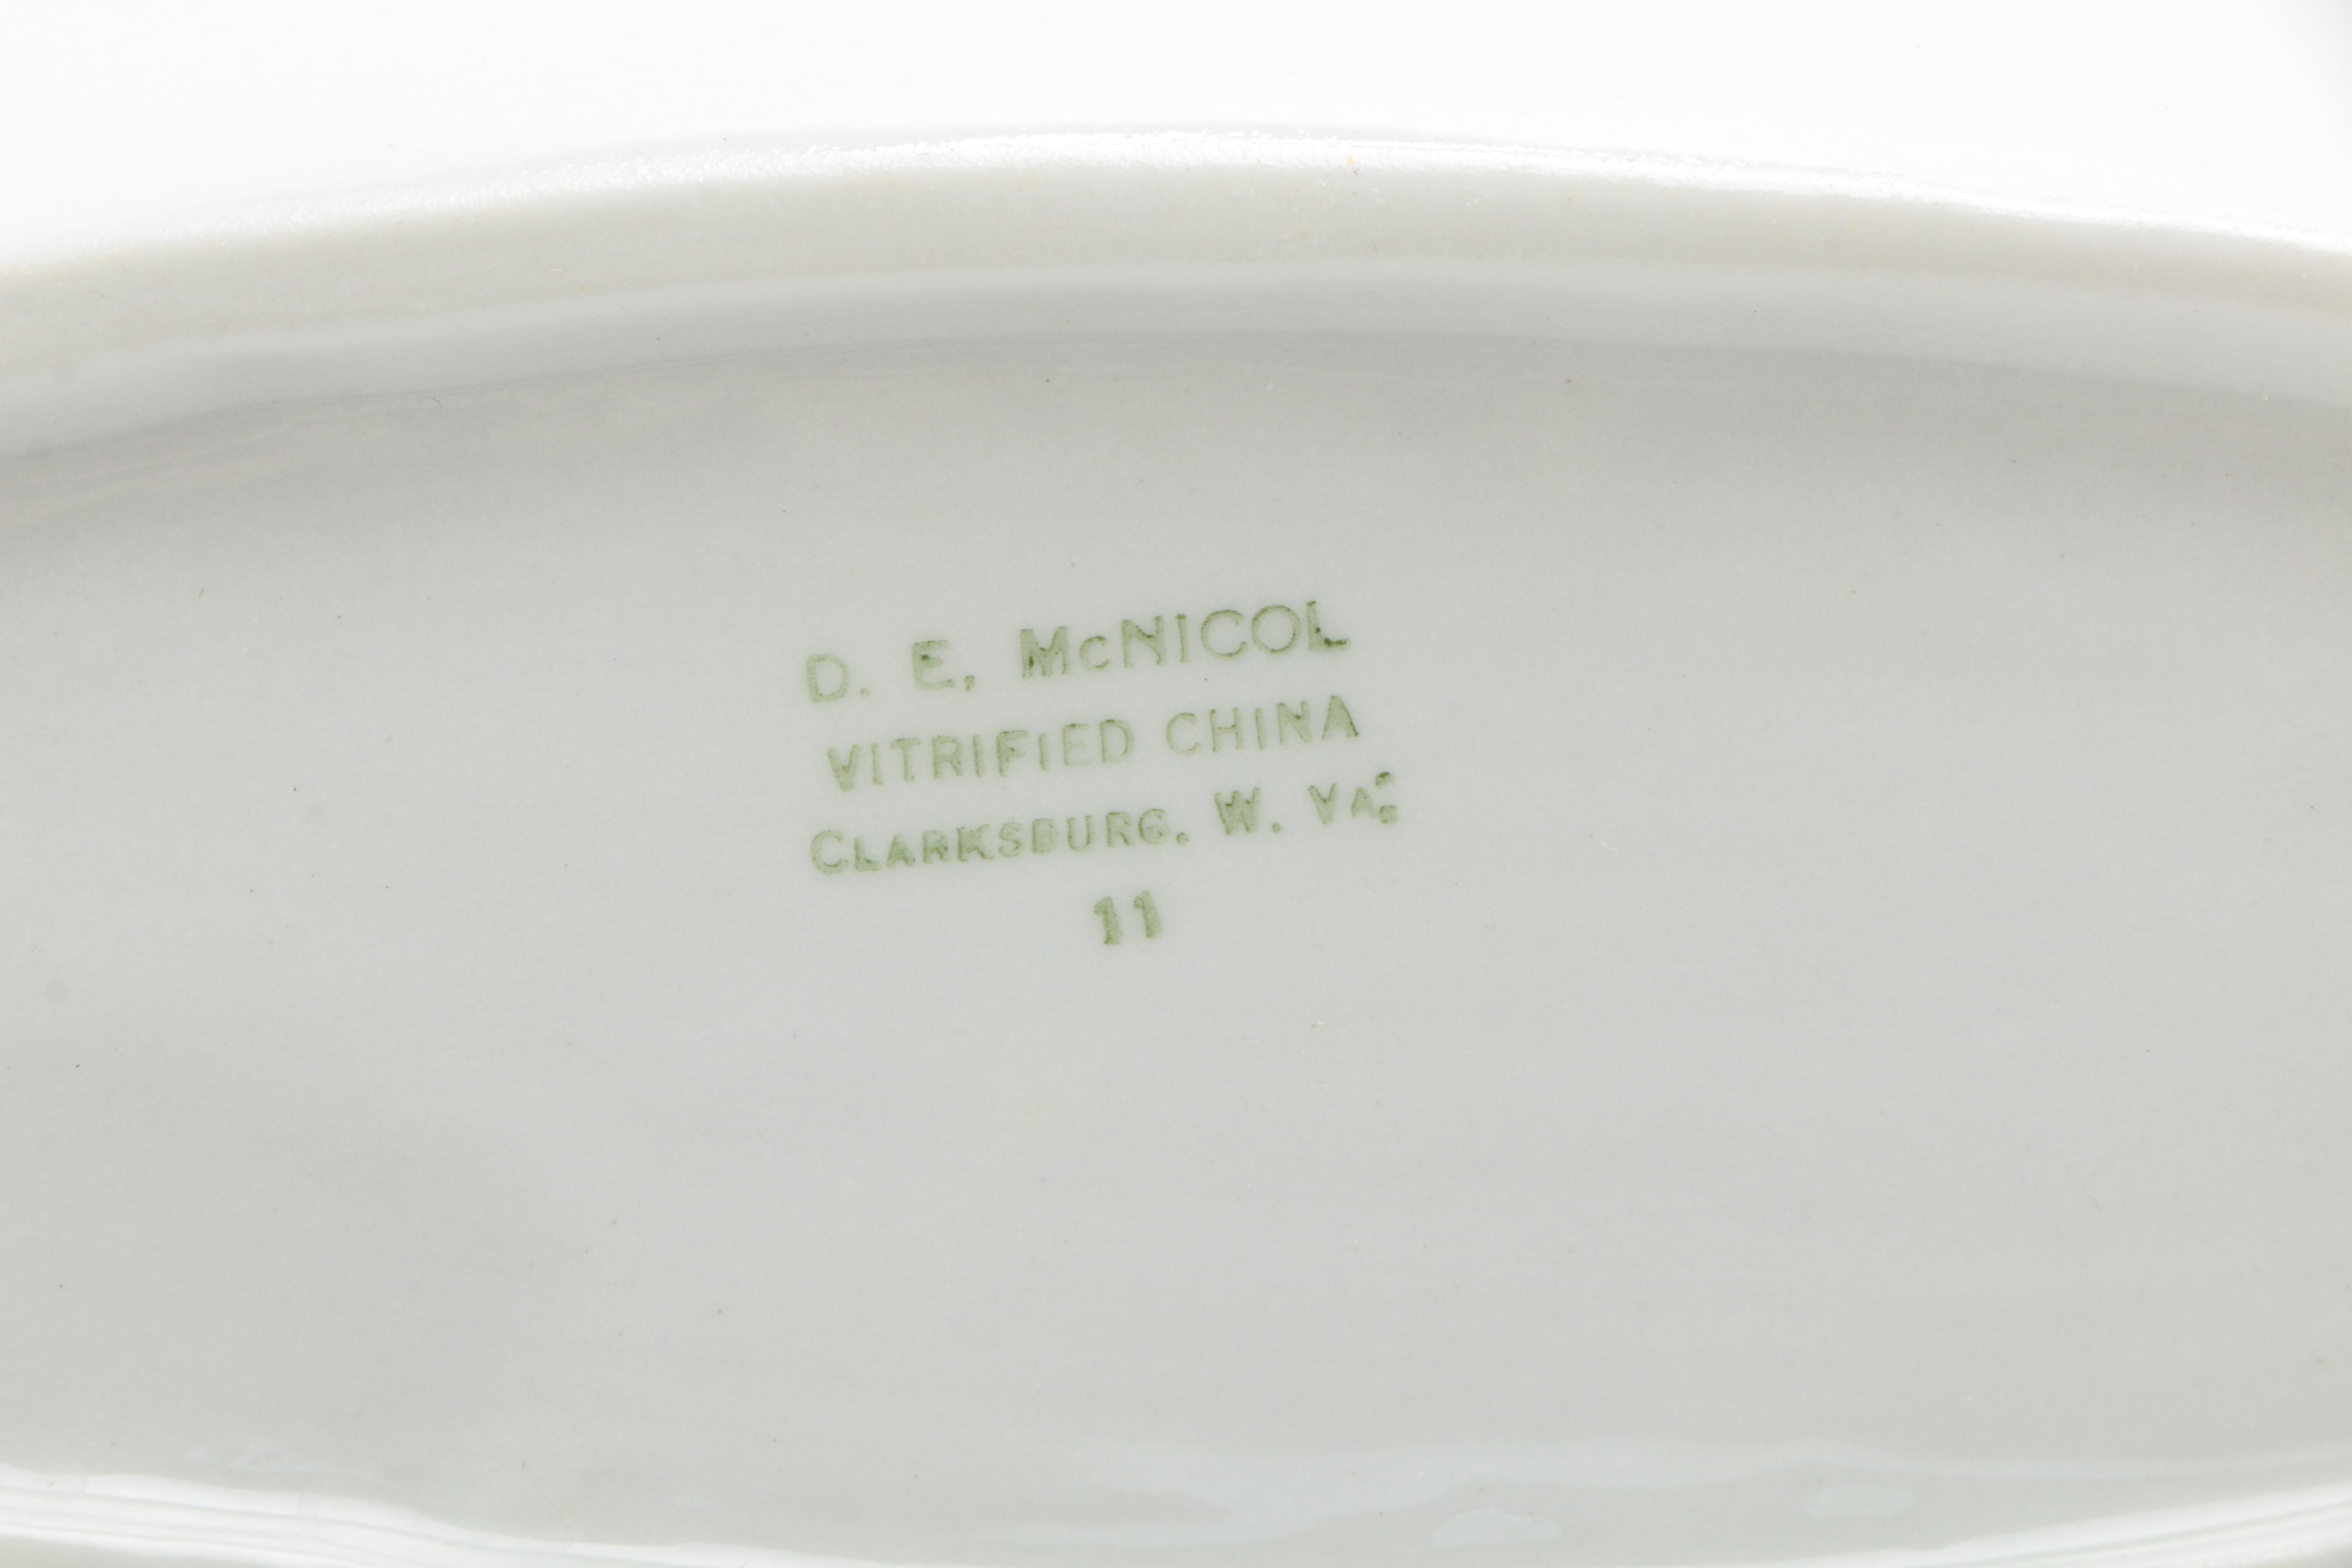 D. E. McNICOL
VITRIFIED CHINA
CLARKSBURG. W. VA.
11